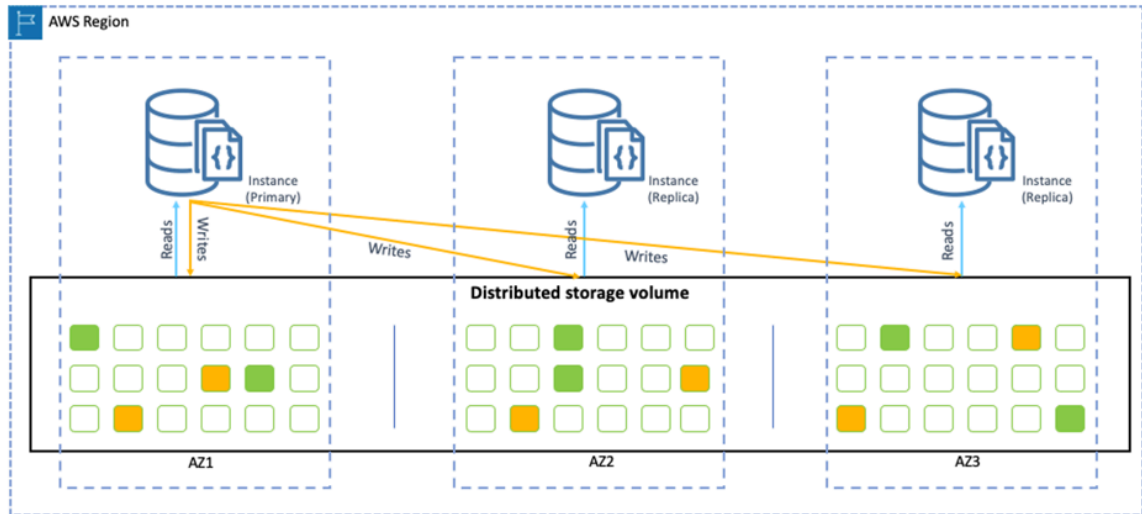 AWS Region
Instance
(Primary)
Instance
(Replica)
Instance
(Replica)
Reads
Writes
Writes
Reads
Writes
Reads
Distributed storage volume
AZ1
AZ2
AZ3